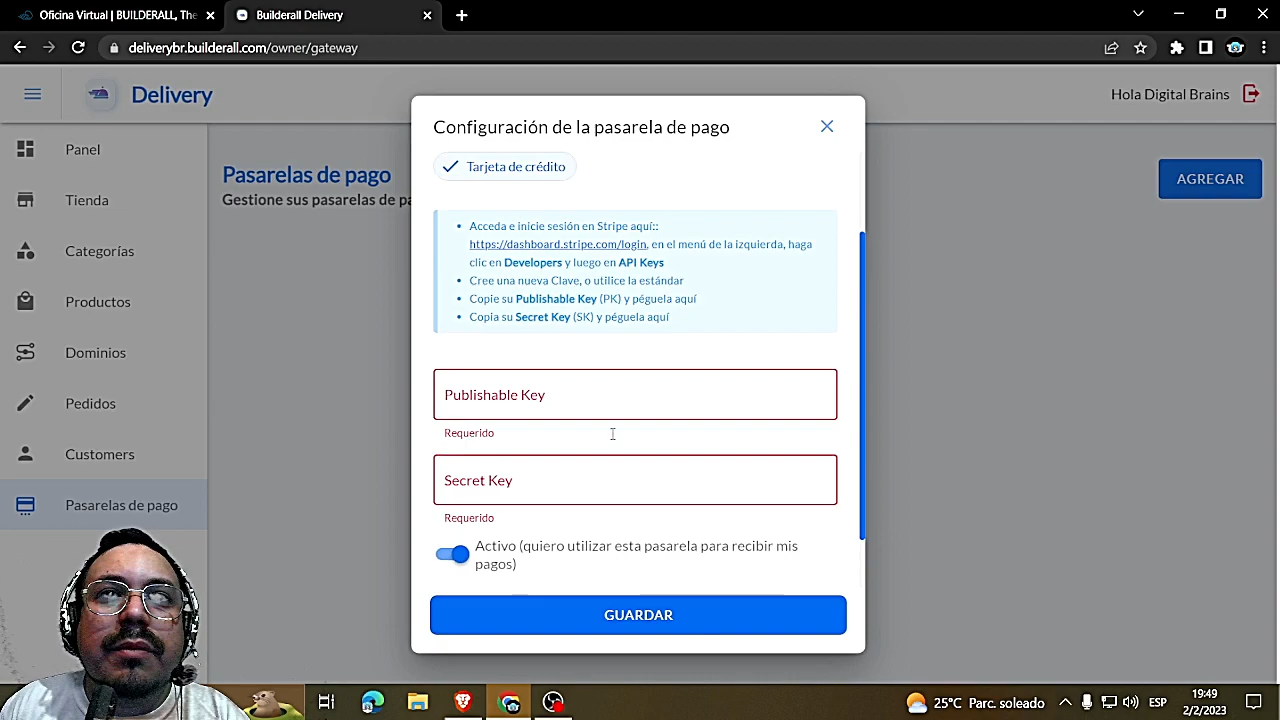 Oficina Virtual | BUILDERALL, The
Builderall Delivery
deliverybr.builderall.com/owner/gateway
Delivery
Hola Digital Brains
Panel
Tienda
Categorías
Productos
Dominios
Pedidos
Customers
Pasarelas de pago
Pasarelas de pago
Gestione sus pasarelas de pa
AGREGAR
Configuración de la pasarela de pago
Tarjeta de crédito
• Acceda e inicie sesión en Stripe aquí::
https://dashboard.stripe.com/login, en el menú de la izquierda, haga
clic en Developers y luego en API Keys
• Cree una nueva Clave, o utilice la estándar
• Copie su Publishable Key (PK) y péguela aquí
• Copia su Secret Key (SK) y péguela aquí
Publishable Key
Requerido
Secret Key
Requerido
Activo (quiero utilizar esta pasarela para recibir mis
pagos)
GUARDAR
25°C Parc. soleado
ESP
19:49
2/2/2023